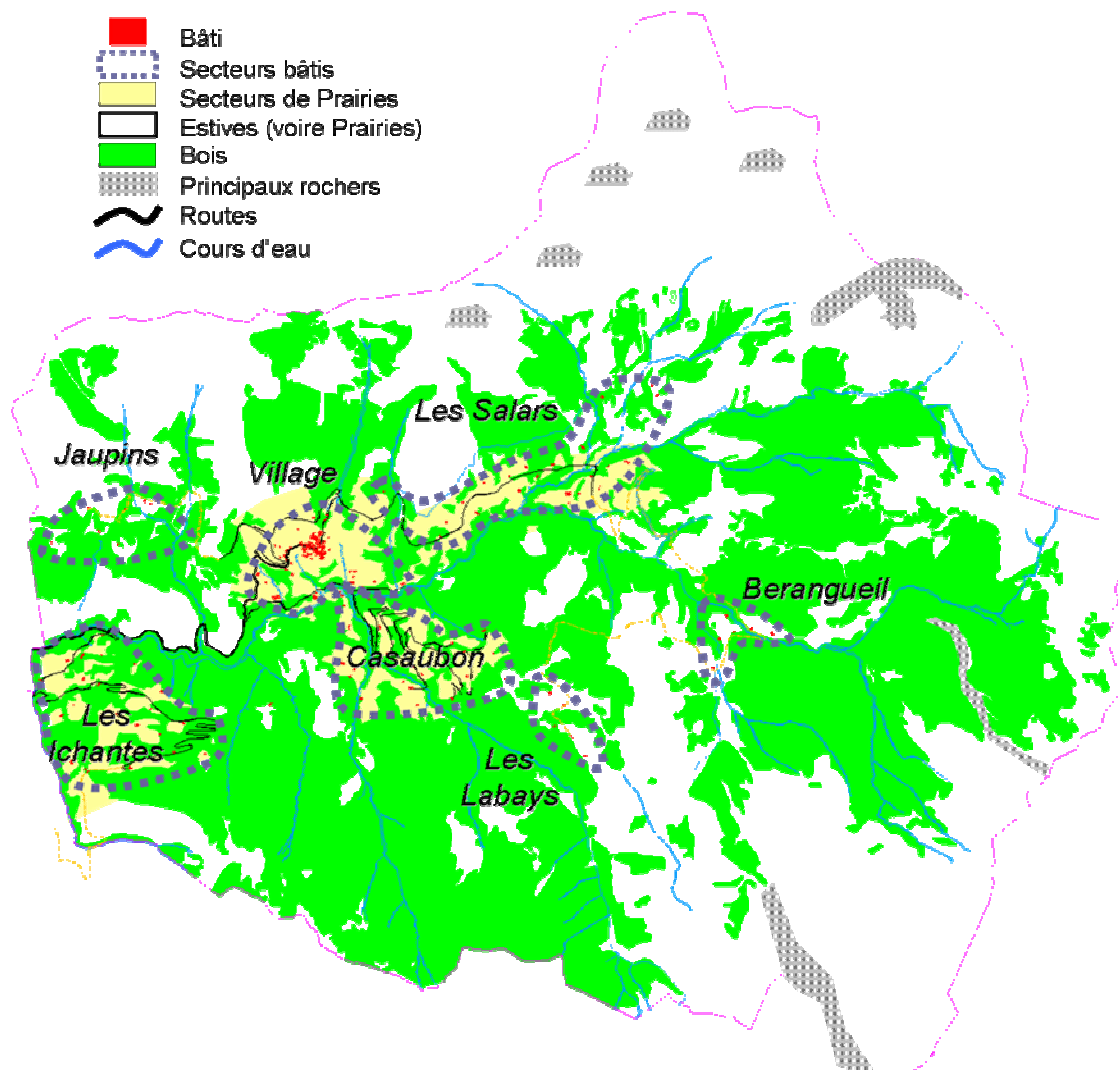 Bâti
Secteurs bâtis
Secteurs de Prairies
Estives (voire Prairies)
Bois
Principaux rochers
Routes
Cours d'eau
Les Salars
Jaupins
Village
Berangueil
Casaubon
Les
Ichantes
Les
Labays